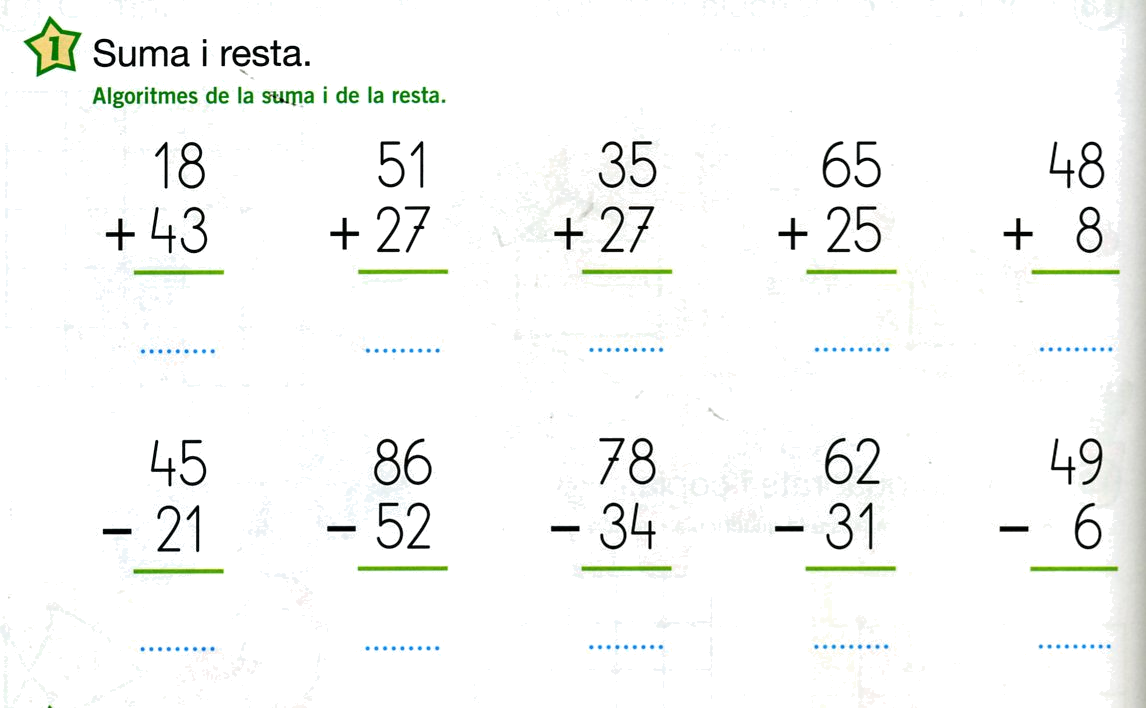 1 Suma i resta.
Algoritmes de la suma i de la resta.
18 51 35 65 48
+ 43 + 27 + 27 + 25 + 8
......... ......... ......... ......... .........
45 86 78 62 49
- 21 - 52 - 34 - 31 - 6
......... ......... ......... ......... .........